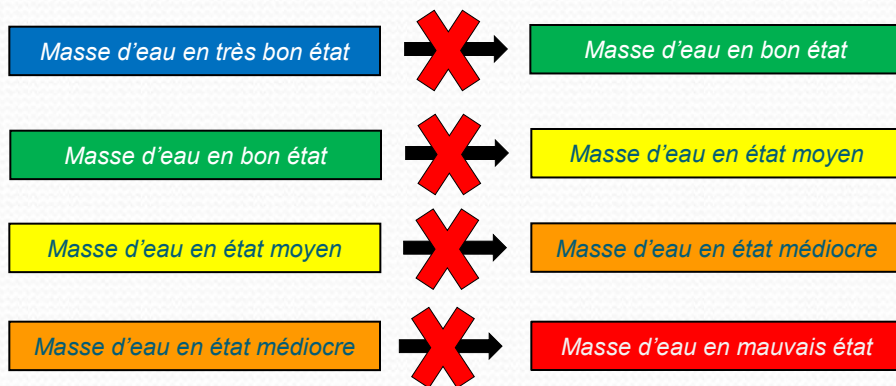 Masse d'eau en très bon état
Masse d'eau en bon état
Masse d'eau en bon état
Masse d'eau en état moyen
Masse d'eau en état moyen
Masse d'eau en état médiocre
Masse d'eau en état médiocre
Masse d'eau en mauvais état